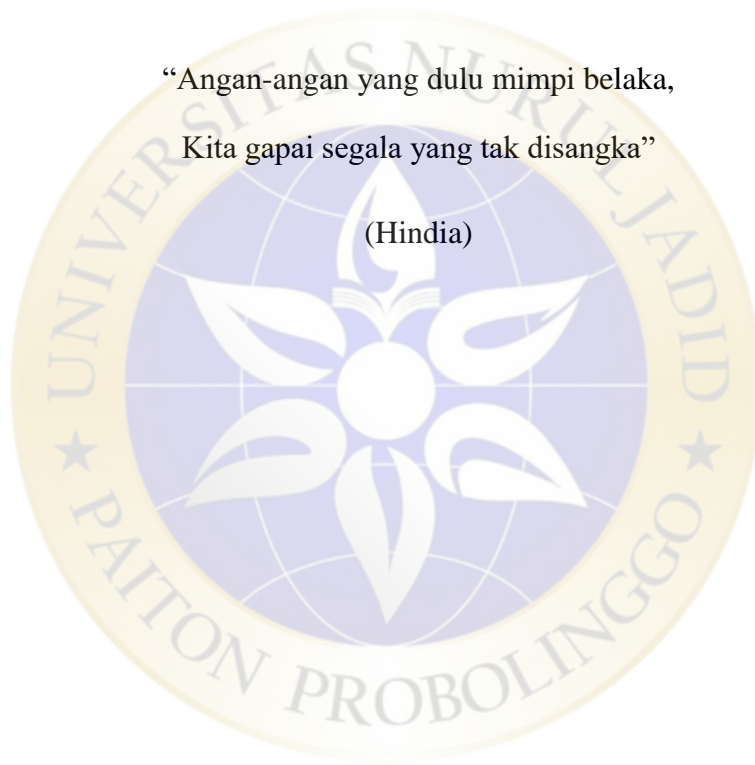 “Angan-angan yang dulu mimpi belaka,
Kita gapai segala yang tak disangka”
(Hindia)
UNIVERSITAS NURUL JADID
★ PAITON PROBOLINGGO ★